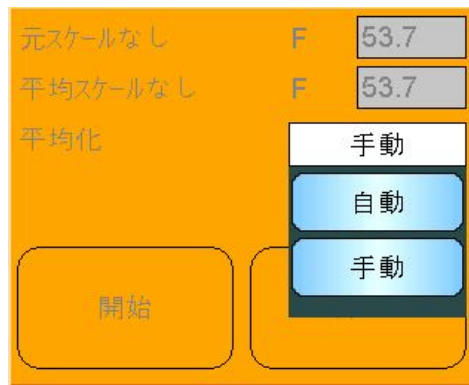 元スケールなし F 53.7
平均スケールなし F 53.7
平均化 手動
自動
手動
開始